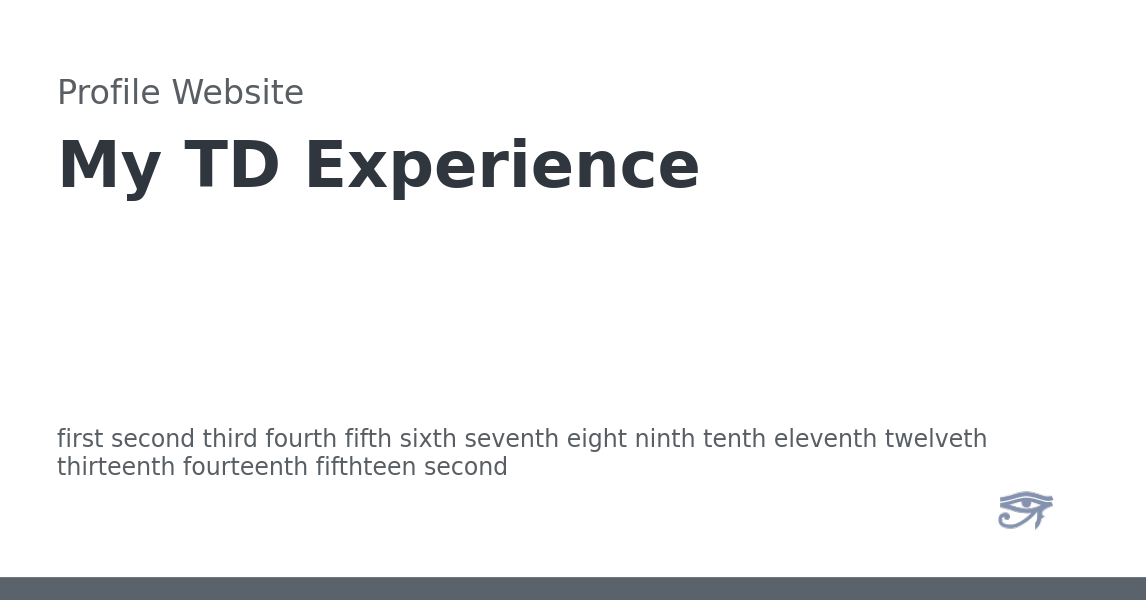 Profile Website
My TD Experience
first second third fourth fifth sixth seventh eight ninth tenth eleventh twelveth
thirteenth fourteenth fifthteen second